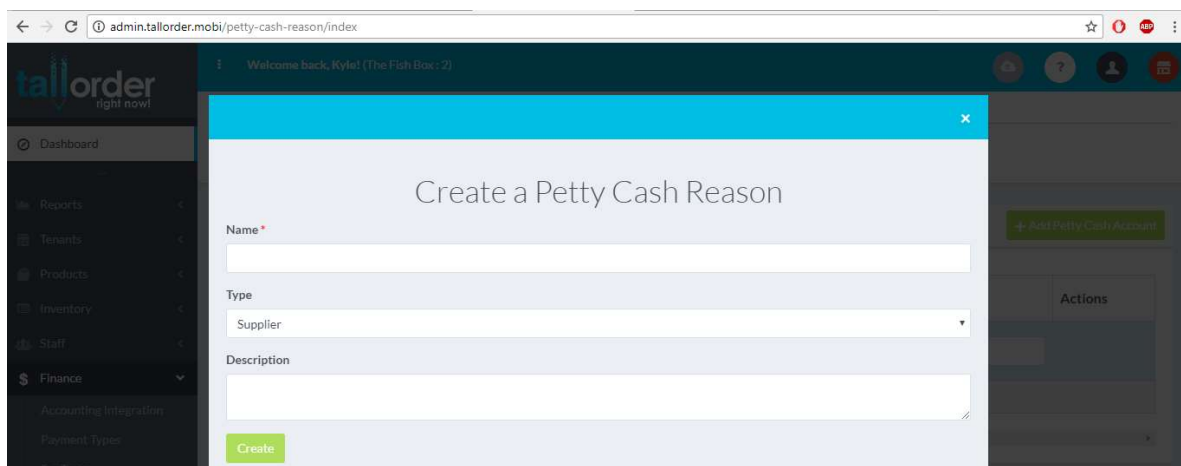 admin.tallorder.mobi/petty-cash-reason/index
ABP
tallorder
right now!
Welcome back, Kyle! (The Fish Box : 2)
?
×
Dashboard
Create a Petty Cash Reason
Reports
Name *
+ Add Petty Cash Account
Tenants
Products
Type
Actions
Inventory
Supplier
Staff
Description
$ Finance
Accounting Integration
Payment Types
Create